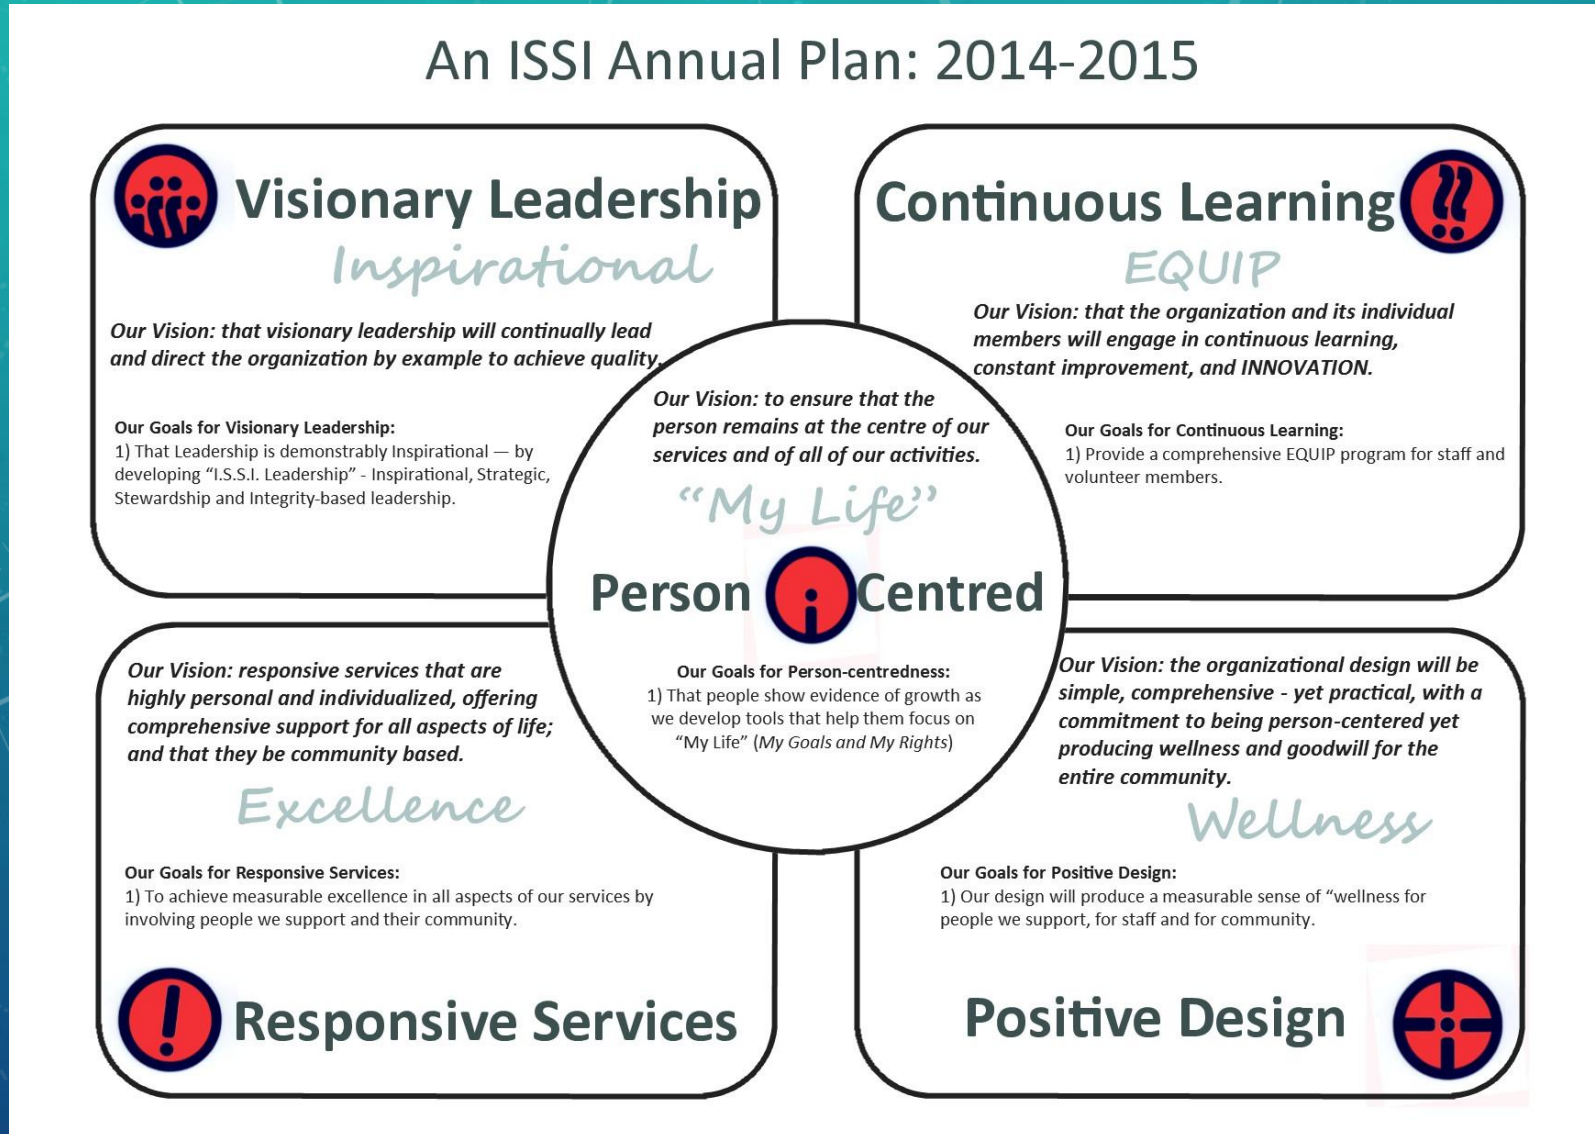 An ISSI Annual Plan: 2014-2015
Visionary Leadership
Inspirational
Our Vision: that visionary leadership will continually lead
and direct the organization by example to achieve quality.
Our Goals for Visionary Leadership:
1) That Leadership is demonstrably Inspirational — by
developing “I.S.S.I. Leadership” - Inspirational, Strategic,
Stewardship and Integrity-based leadership.
Continuous Learning
EQUIP
Our Vision: that the organization and its individual
members will engage in continuous learning,
constant improvement, and INNOVATION.
Our Goals for Continuous Learning:
1) Provide a comprehensive EQUIP program for staff and
volunteer members.
Our Vision: to ensure that the
person remains at the centre of our
services and of all of our activities.
“My Life”
Person Centred
Our Goals for Person-centredness:
1) That people show evidence of growth as
we develop tools that help them focus on
“My Life” (My Goals and My Rights)
Our Vision: responsive services that are
highly personal and individualized, offering
comprehensive support for all aspects of life;
and that they be community based.
Excellence
Our Goals for Responsive Services:
1) To achieve measurable excellence in all aspects of our services by
involving people we support and their community.
Responsive Services
Our Vision: the organizational design will be
simple, comprehensive - yet practical, with a
commitment to being person-centered yet
producing wellness and goodwill for the
entire community.
Wellness
Our Goals for Positive Design:
1) Our design will produce a measurable sense of “wellness for
people we support, for staff and for community.
Positive Design